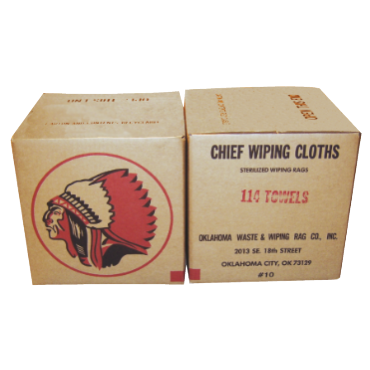 CHIEF WIPING CLOTHS
STERILIZED WIPING RAGS
114 TOWELS
OKLAHOMA WASTE & WIPING RAG CO., INC.
2013 SE. 18th STREET
OKLAHOMA CITY, OK 73129
#10